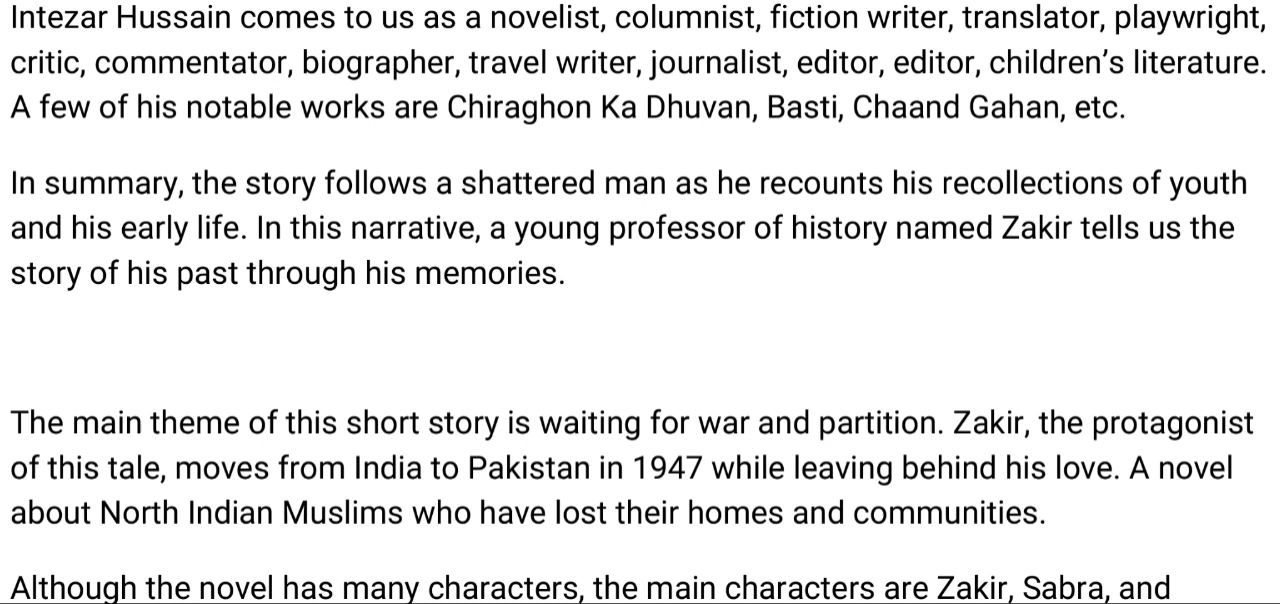 Intezar Hussain comes to us as a novelist, columnist, fiction writer, translator, playwright,
critic, commentator, biographer, travel writer, journalist, editor, editor, children’s literature.
A few of his notable works are Chiraghon Ka Dhuvan, Basti, Chaand Gahan, etc.
In summary, the story follows a shattered man as he recounts his recollections of youth
and his early life. In this narrative, a young professor of history named Zakir tells us the
story of his past through his memories.
The main theme of this short story is waiting for war and partition. Zakir, the protagonist
of this tale, moves from India to Pakistan in 1947 while leaving behind his love. A novel
about North Indian Muslims who have lost their homes and communities.
Although the novel has many characters, the main characters are Zakir, Sabra, and